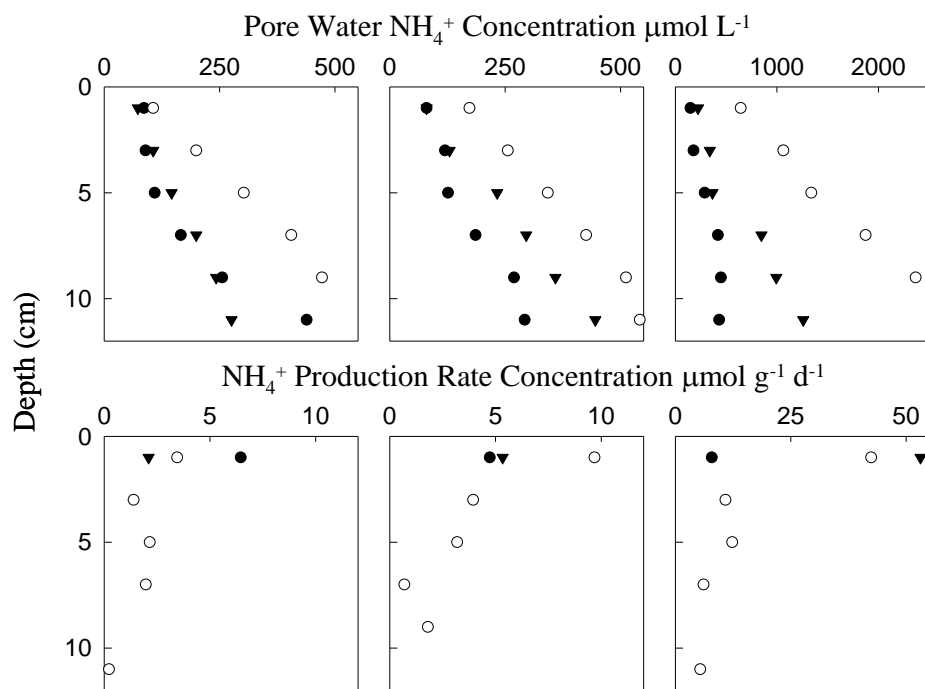 Pore Water NH₄⁺ Concentration μmol L⁻¹
0 250 500 0 250 500 0 1000 2000
0
5
10
Depth (cm)
NH₄⁺ Production Rate Concentration μmol g⁻¹ d⁻¹
0 5 10 0 5 10 0 25 50
0
5
10